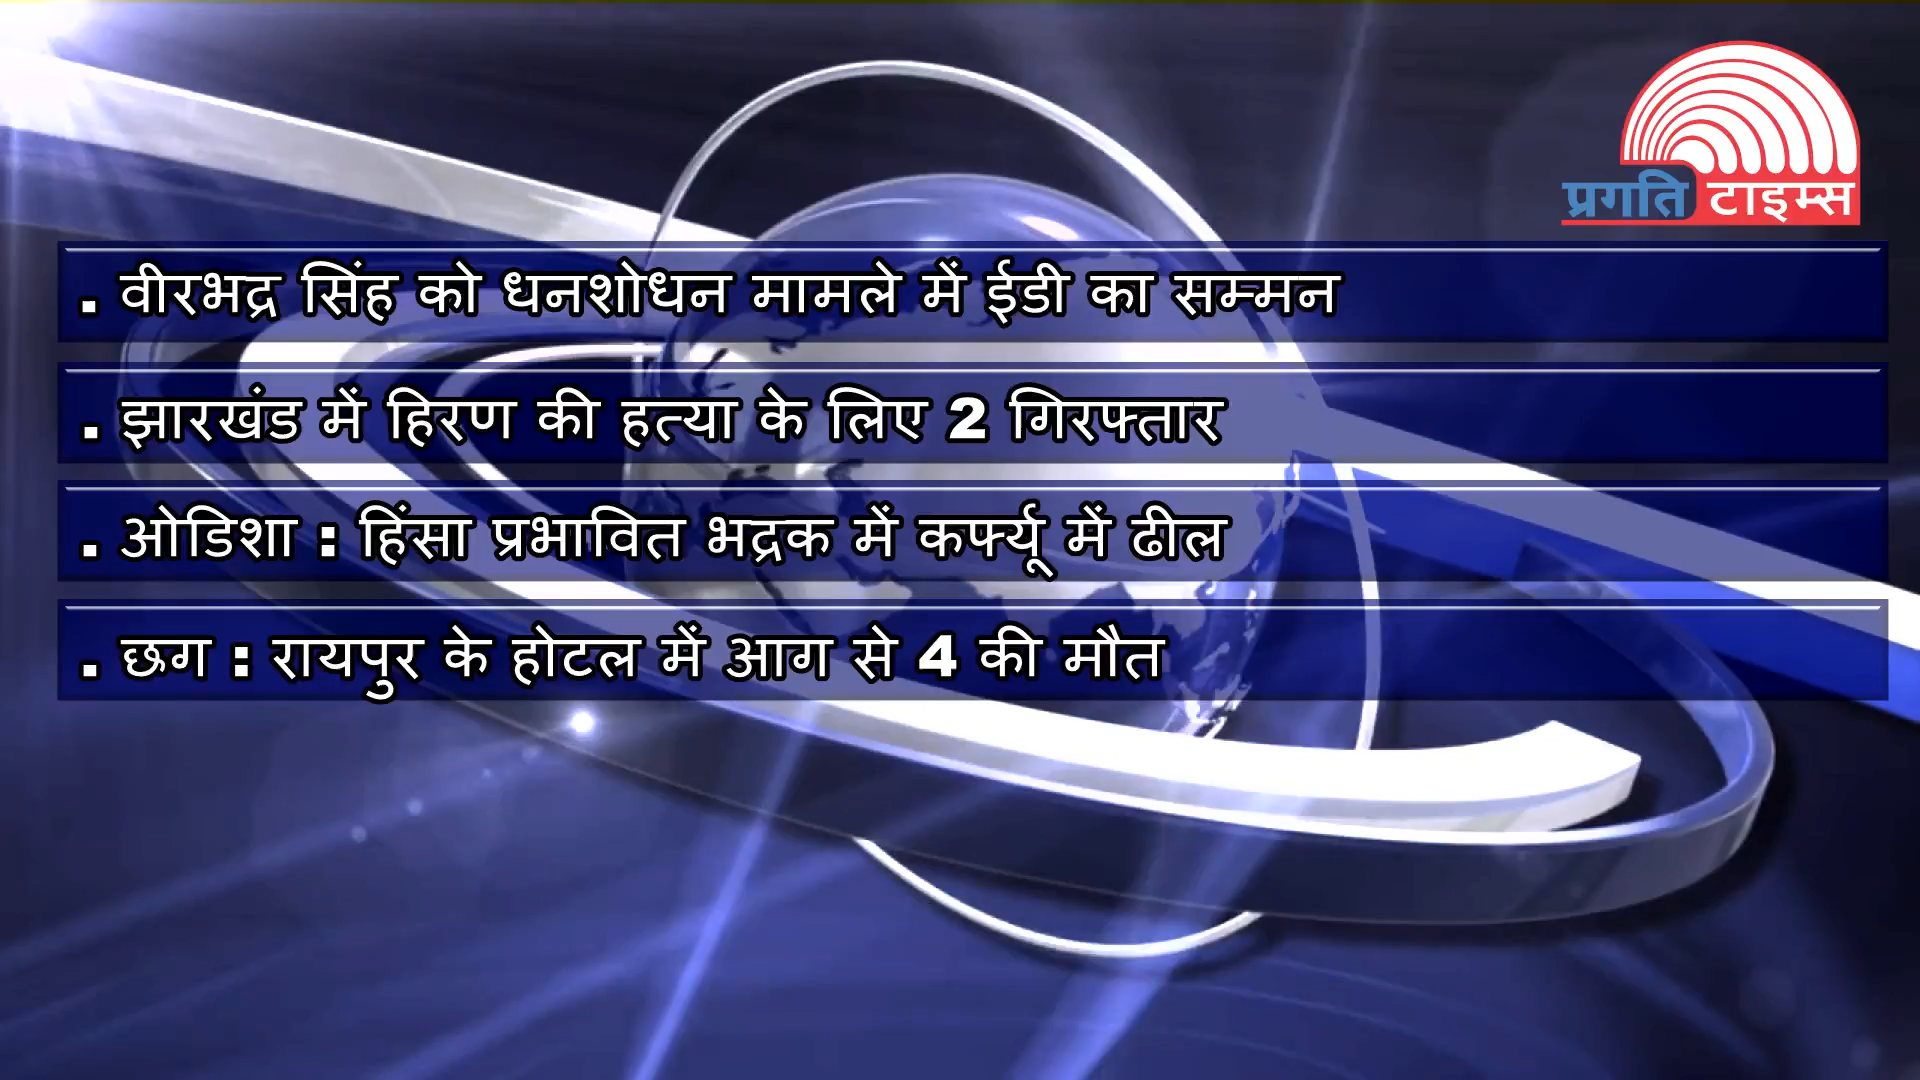 प्रगति टाइम्स
. वीरभद्र सिंह को धनशोधन मामले में ईडी का सम्मन
. झारखंड में हिरण की हत्या के लिए 2 गिरफ्तार
. ओडिशा : हिंसा प्रभावित भद्रक में कर्फ्यू में ढील
. छग : रायपुर के होटल में आग से 4 की मौत